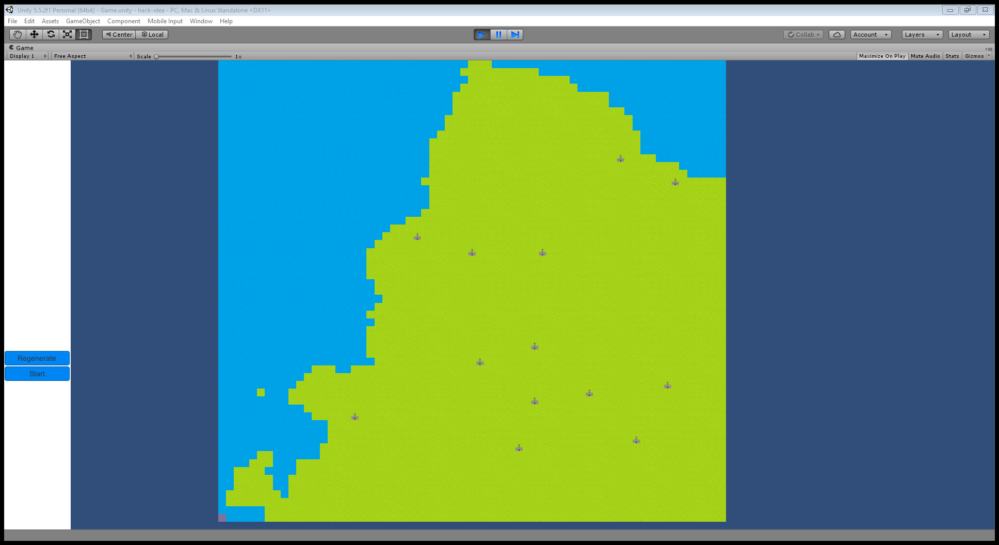 Unity 5.5.2f1 Personal (64bit) - Game.unity - hack-idea - PC, Mac & Linux Standalone <DX11>
File Edit Assets GameObject Component Mobile Input Window Help
Center Local Collab Account Layers Layout
Game
Display 1 Free Aspect Scale 1x Maximize On Play Mute Audio Stats Gizmos
Regenerate
Start